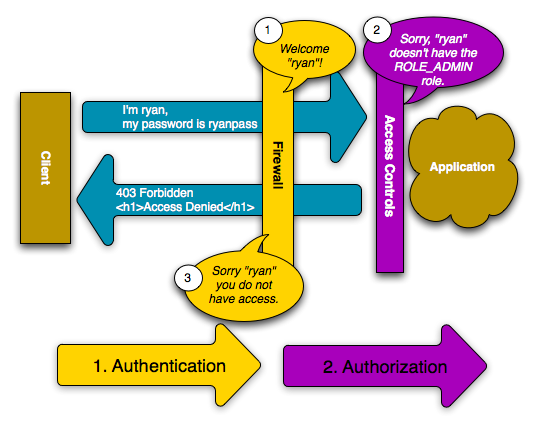 1
Welcome
"ryan"!
2
Sorry, "ryan"
doesn't have the
ROLE_ADMIN
role.
I'm ryan,
my password is ryanpass
Client
Firewall
Access Controls
Application
403 Forbidden
<h1>Access Denied</h1>
3
Sorry "ryan"
you do not
have access.
1. Authentication
2. Authorization